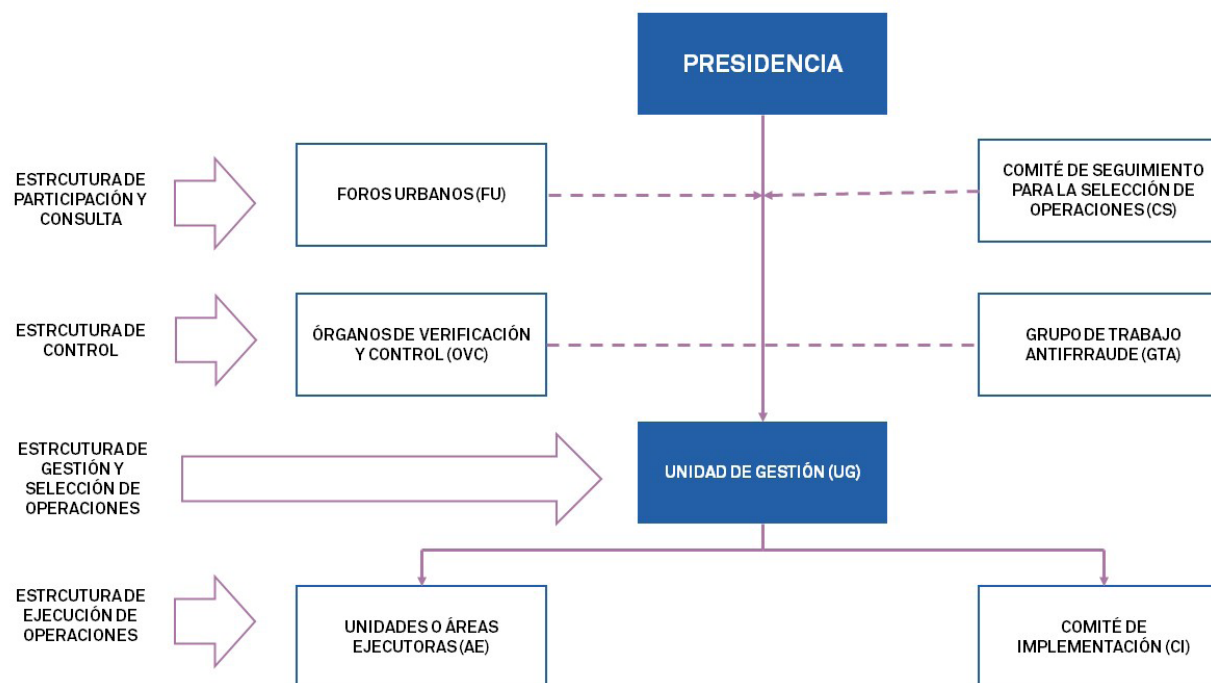 PRESIDENCIA
ESTRCUTURA DE
PARTICIPACIÓN Y
CONSULTA
FOROS URBANOS (FU)
COMITÉ DE SEGUIMIENTO
PARA LA SELECCIÓN DE
OPERACIONES (CS)
ESTRCUTURA DE
CONTROL
ÓRGANOS DE VERIFICACIÓN
Y CONTROL (OVC)
GRUPO DE TRABAJO
ANTIFRRAUDE (GTA)
ESTRCUTURA DE
GESTIÓN Y
SELECCIÓN DE
OPERACIONES
UNIDAD DE GESTIÓN (UG)
ESTRCUTURA DE
EJECUCIÓN DE
OPERACIONES
UNIDADES O ÁREAS
EJECUTORAS (AE)
COMITÉ DE
IMPLEMENTACIÓN (CI)